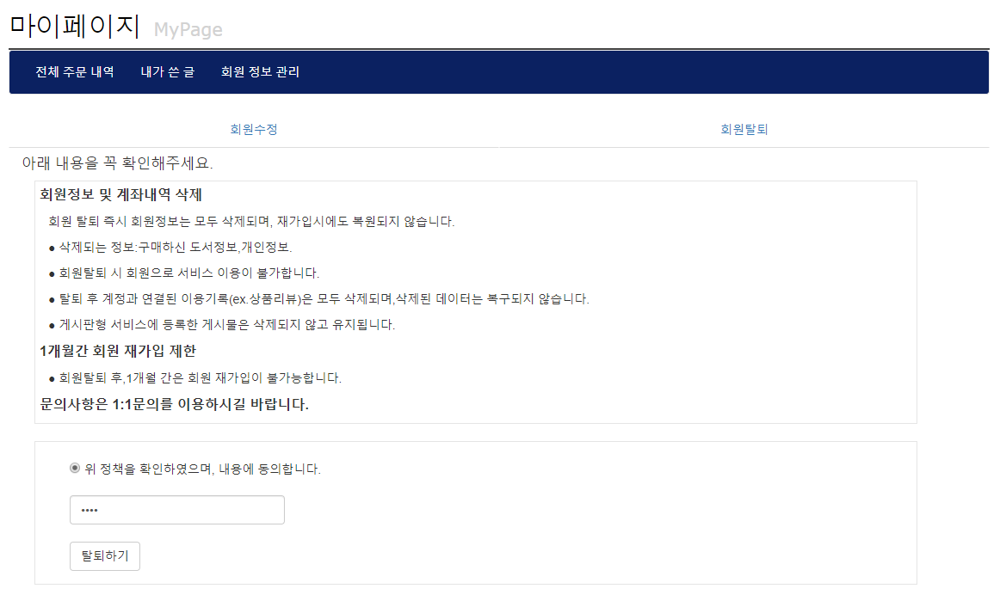 마이페이지 MyPage
전체 주문 내역 내가 쓴 글 회원 정보 관리
회원수정 회원탈퇴
아래 내용을 꼭 확인해주세요.
회원정보 및 계좌내역 삭제
회원 탈퇴 즉시 회원정보는 모두 삭제되며, 재가입시에도 복원되지 않습니다.
● 삭제되는 정보:구매하신 도서정보,개인정보.
● 회원탈퇴 시 회원으로 서비스 이용이 불가합니다.
● 탈퇴 후 계정과 연결된 이용기록(ex.상품리뷰)은 모두 삭제되며,삭제된 데이터는 복구되지 않습니다.
● 게시판형 서비스에 등록한 게시물은 삭제되지 않고 유지됩니다.
1개월간 회원 재가입 제한
● 회원탈퇴 후,1개월 간은 회원 재가입이 불가능합니다.
문의사항은 1:1문의를 이용하시길 바랍니다.
위 정책을 확인하였으며, 내용에 동의합니다.
••••
탈퇴하기